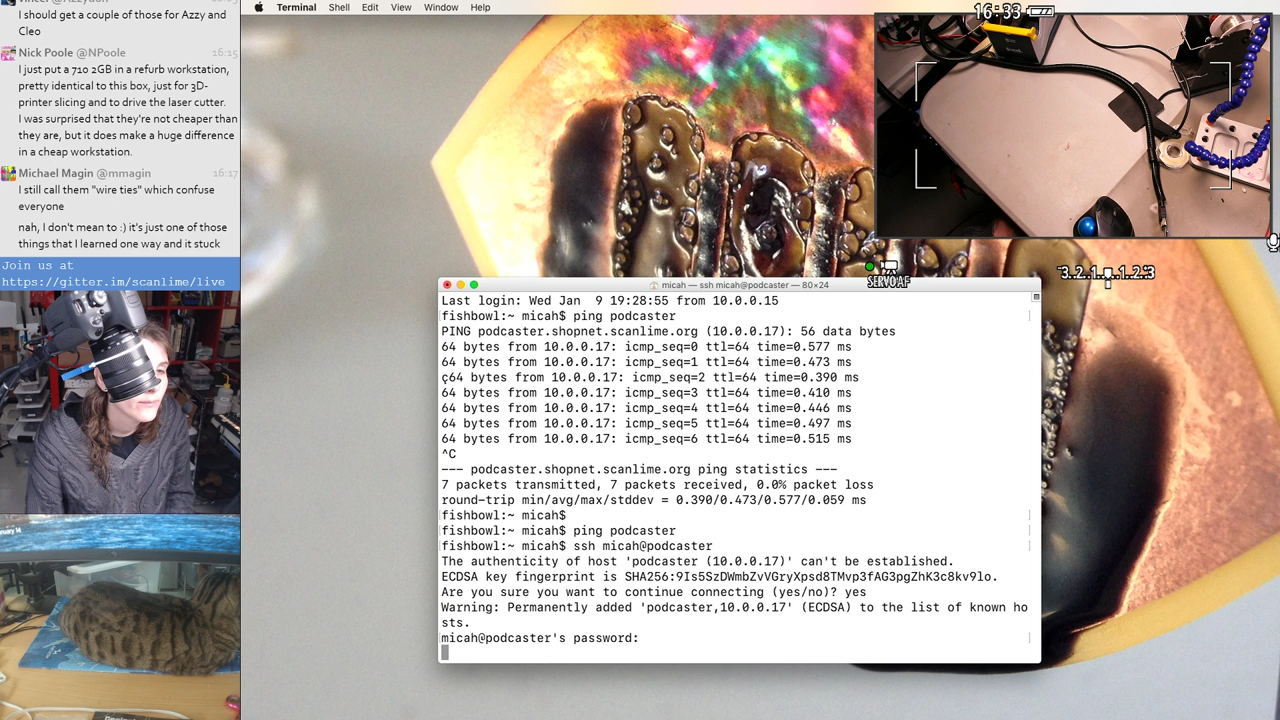 I should get a couple of those for Azzy and
Cleo
Nick Poole @NPoole 16:15
I just put a 710 2GB in a refurb workstation,
pretty identical to this box, just for 3D-
printer slicing and to drive the laser cutter.
I was surprised that they're not cheaper than
they are, but it does make a huge difference
in a cheap workstation.
Michael Magin @mmagin 16:17
I still call them "wire ties" which confuse
everyone
nah, I don't mean to :) it's just one of those
things that I learned one way and it stuck
Join us at
https://gitter.im/scanlime/live
Terminal Shell Edit View Window Help
16:33
SERVO AF
-3..2..1..1..2..3
micah — ssh micah@podcaster — 80×24
Last login: Wed Jan  9 19:28:55 from 10.0.0.15
fishbowl:~ micah$ ping podcaster
PING podcaster.shopnet.scanlime.org (10.0.0.17): 56 data bytes
64 bytes from 10.0.0.17: icmp_seq=0 ttl=64 time=0.577 ms
64 bytes from 10.0.0.17: icmp_seq=1 ttl=64 time=0.473 ms
ç64 bytes from 10.0.0.17: icmp_seq=2 ttl=64 time=0.390 ms
64 bytes from 10.0.0.17: icmp_seq=3 ttl=64 time=0.410 ms
64 bytes from 10.0.0.17: icmp_seq=4 ttl=64 time=0.446 ms
64 bytes from 10.0.0.17: icmp_seq=5 ttl=64 time=0.497 ms
64 bytes from 10.0.0.17: icmp_seq=6 ttl=64 time=0.515 ms
^C
--- podcaster.shopnet.scanlime.org ping statistics ---
7 packets transmitted, 7 packets received, 0.0% packet loss
round-trip min/avg/max/stddev = 0.390/0.473/0.577/0.059 ms
fishbowl:~ micah$
fishbowl:~ micah$ ping podcaster
fishbowl:~ micah$ ssh micah@podcaster
The authenticity of host 'podcaster (10.0.0.17)' can't be established.
ECDSA key fingerprint is SHA256:9Is5SzDWmbZvVGryXpsd8TMvp3fAG3pgZhK3c8kv9lo.
Are you sure you want to continue connecting (yes/no)? yes
Warning: Permanently added 'podcaster,10.0.0.17' (ECDSA) to the list of known ho
sts.
micah@podcaster's password: